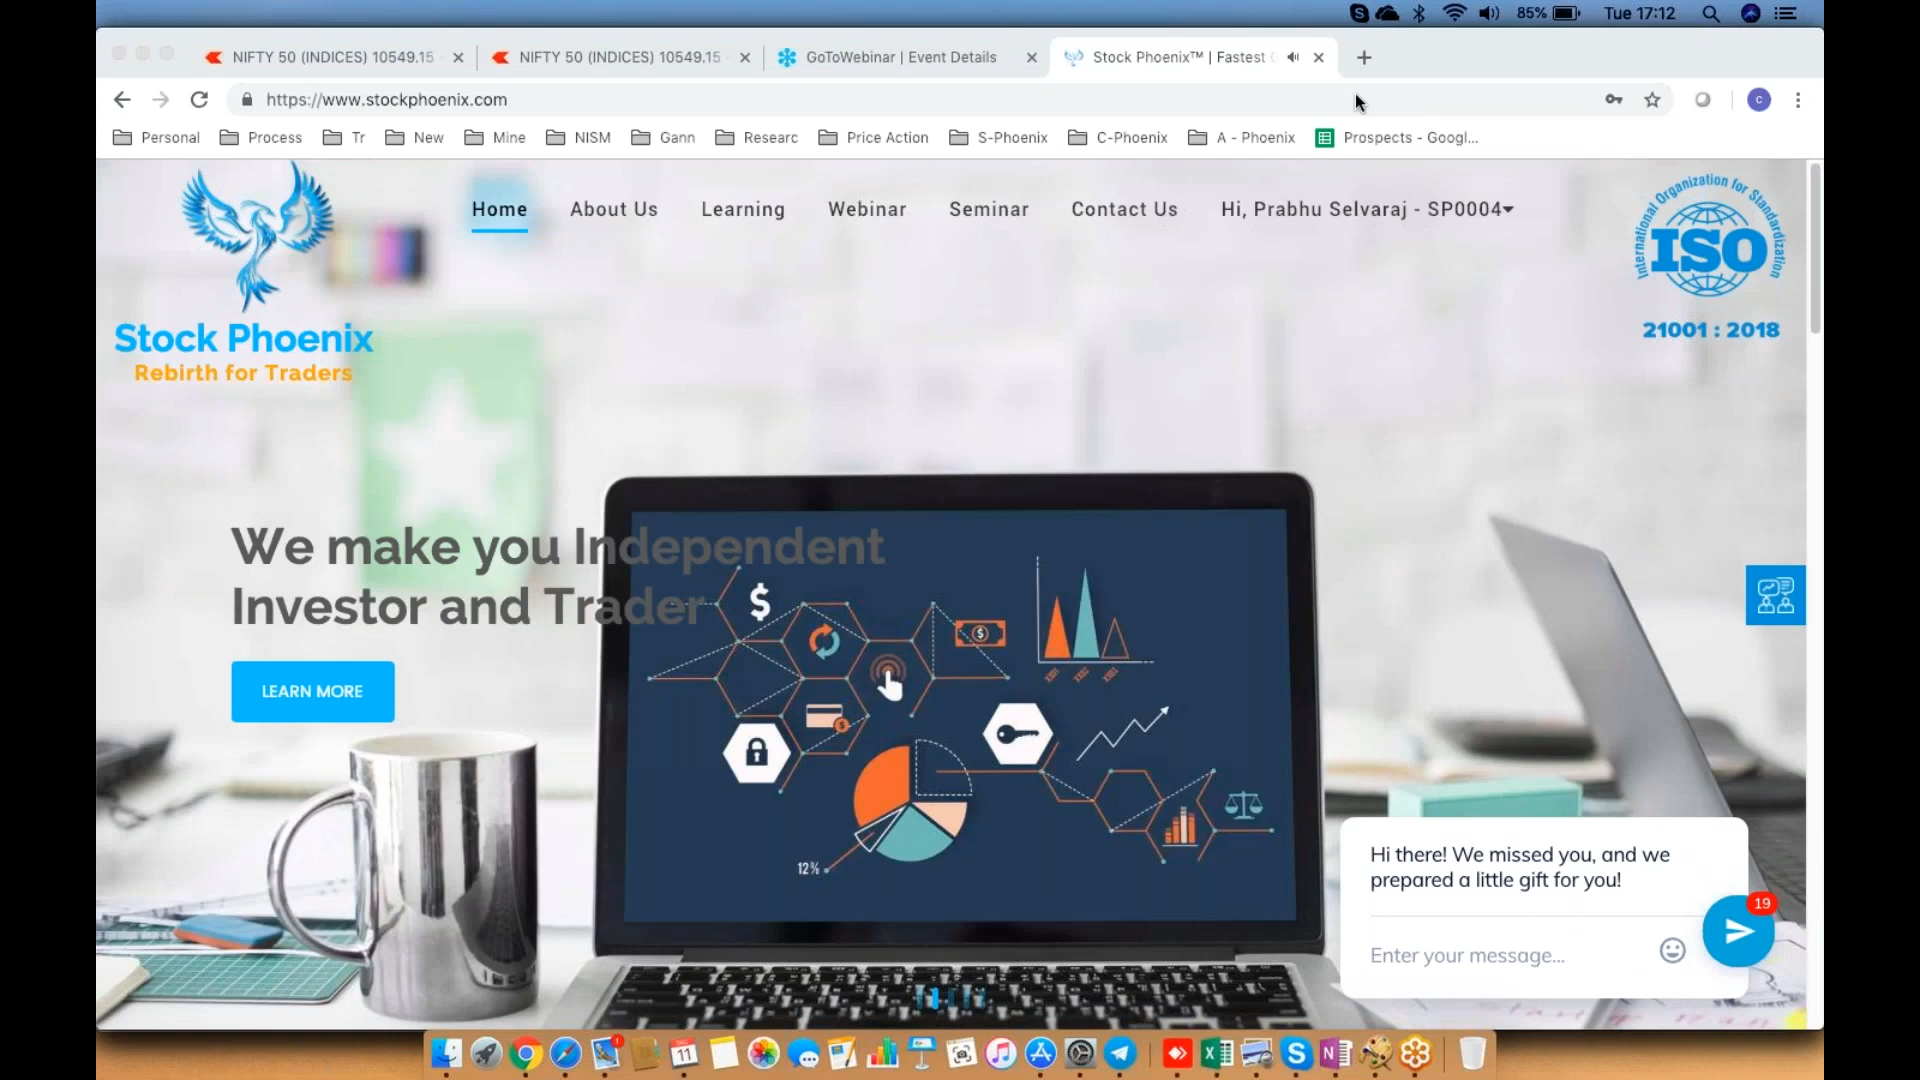 85% Tue 17:12
NIFTY 50 (INDICES) 10549.15
NIFTY 50 (INDICES) 10549.15
GoToWebinar | Event Details
Stock Phoenix™ | Fastest
https://www.stockphoenix.com
C
Personal Process Tr New Mine NISM Gann Researc Price Action S-Phoenix C-Phoenix A - Phoenix Prospects - Googl...
Home About Us Learning Webinar Seminar Contact Us Hi, Prabhu Selvaraj - SP0004
International Organization for Standardization
ISO
21001 : 2018
Stock Phoenix
Rebirth for Traders
We make you Independent
Investor and Trader
LEARN MORE
12%
Hi there! We missed you, and we
prepared a little gift for you!
19
Enter your message...
11